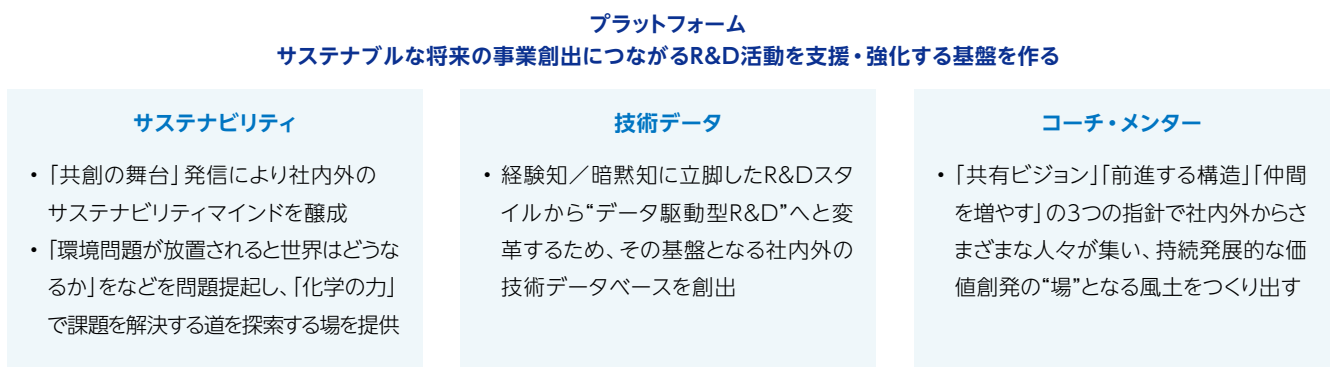 プラットフォーム
サステナブルな将来の事業創出につながるR&D活動を支援・強化する基盤を作る
サステナビリティ
・「共創の舞台」発信により社内外の
サステナビリティマインドを醸成
・「環境問題が放置されると世界はどうな
るか」をなどを問題提起し、「化学の力」
で課題を解決する道を探索する場を提供
技術データ
・経験知／暗黙知に立脚したR&Dスタ
イルから“データ駆動型R&D”へと変
革するため、その基盤となる社内外の
技術データベースを創出
コーチ・メンター
・「共有ビジョン」「前進する構造」「仲間
を増やす」の3つの指針で社内外からさ
まざまな人々が集い、持続発展的な価
値創発の“場”となる風土をつくり出す